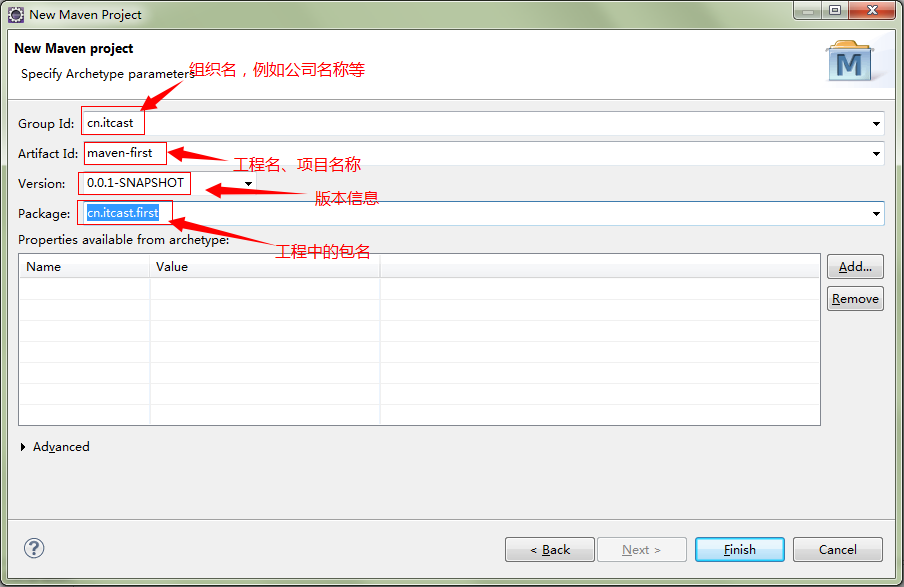 New Maven Project
New Maven project
Specify Archetype parameters
组织名，例如公司名称等
M
Group Id: cn.itcast
Artifact Id: maven-first
工程名、项目名称
Version: 0.0.1-SNAPSHOT
版本信息
Package: cn.itcast.first
Properties available from archetype:
工程中的包名
Name Value
Add...
Remove
Advanced
?
< Back Next > Finish Cancel